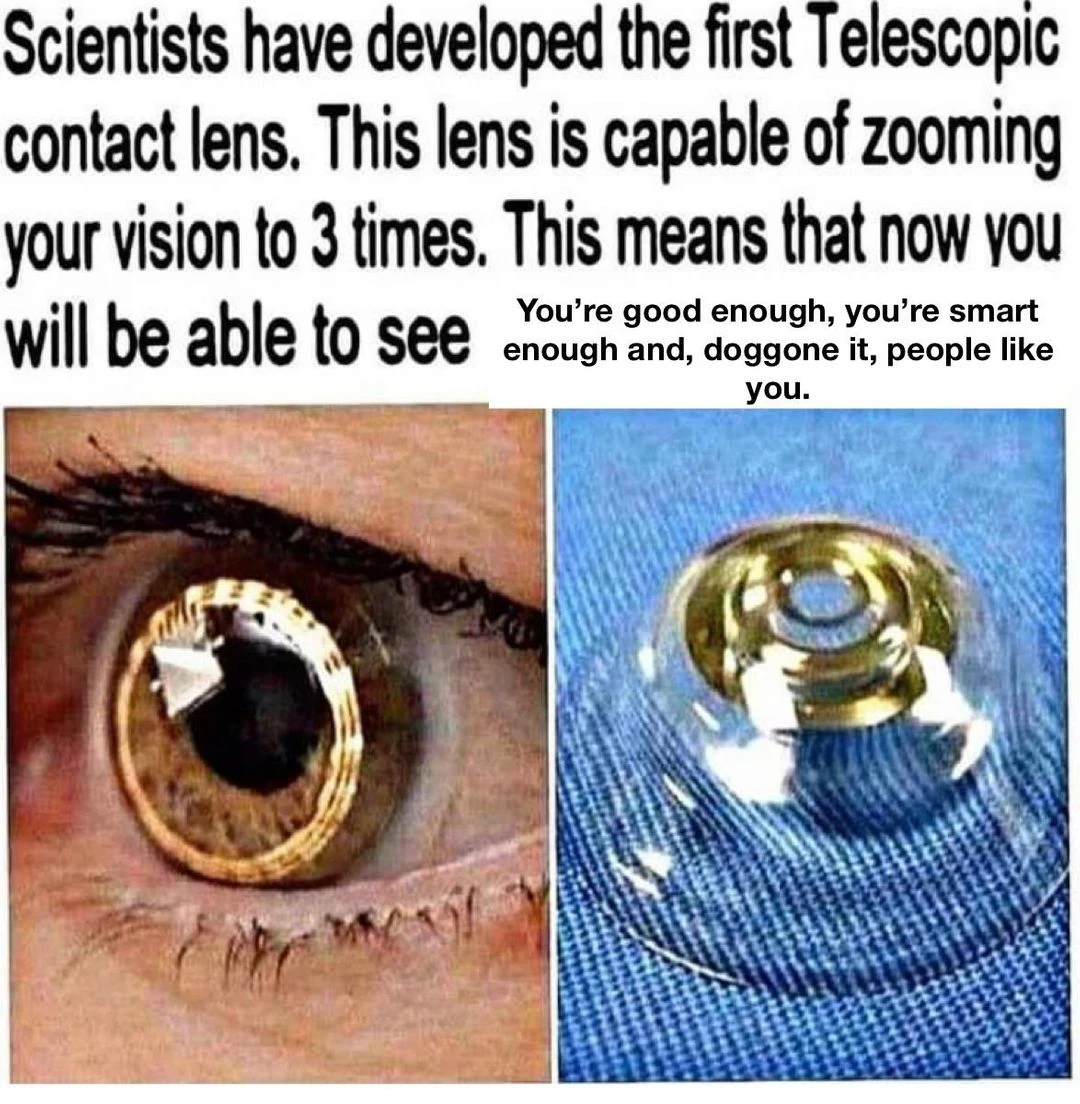 Scientists have developed the first Telescopic
contact lens. This lens is capable of zooming
your vision to 3 times. This means that now you
will be able to see
You’re good enough, you’re smart
enough and, doggone it, people like
you.